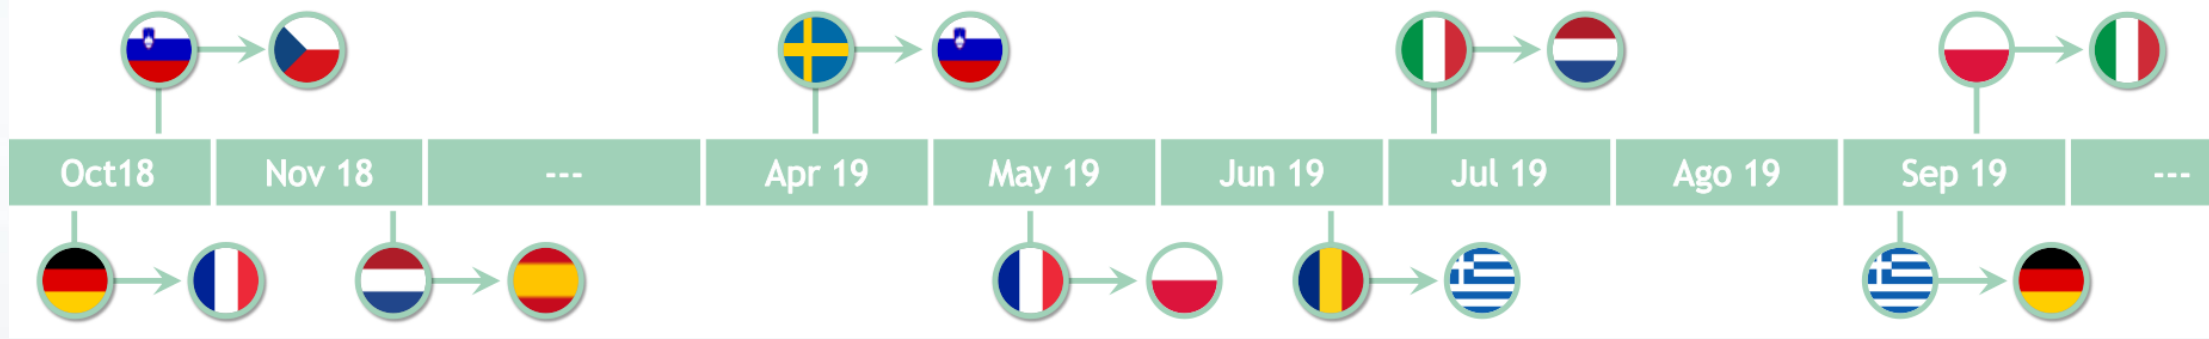 Oct18 Nov 18 --- Apr 19 May 19 Jun 19 Jul 19 Ago 19 Sep 19 ---